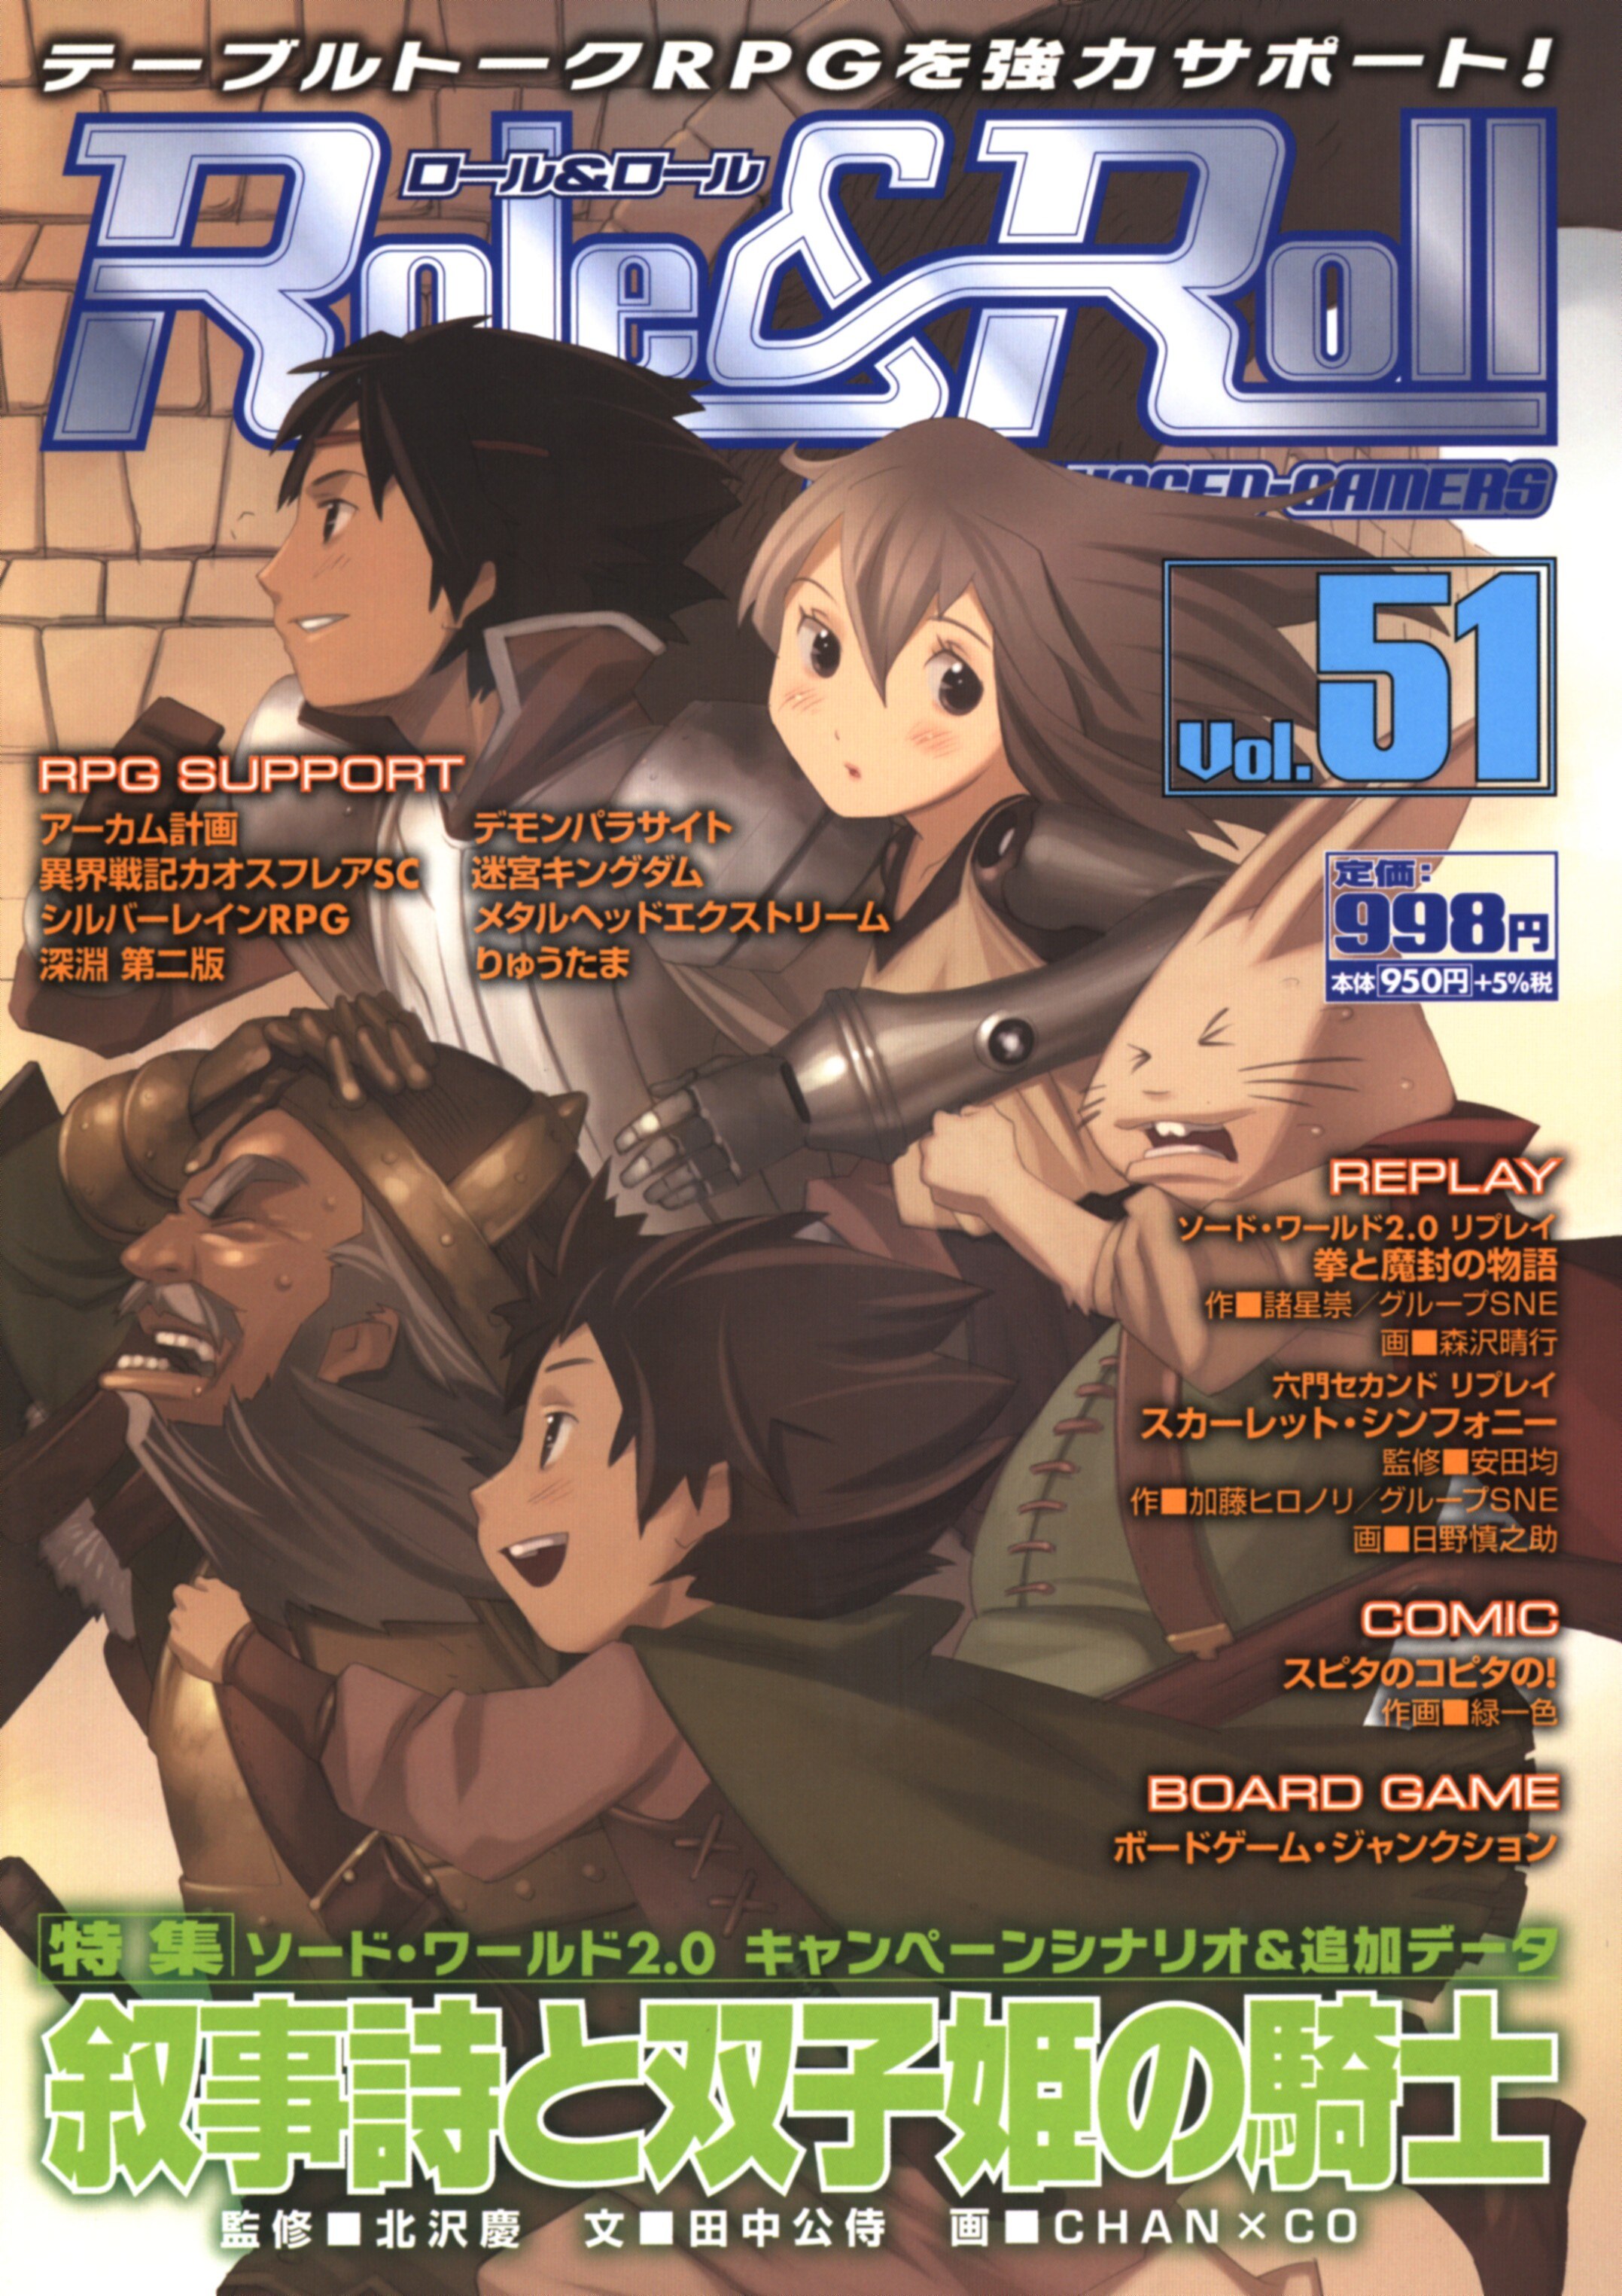 テーブルトークRPGを強力サポート!
Role&Roll
ロール&ロール
GAMERS
Vol. 51
定価:
998円
本体950円+5%税
RPG SUPPORT
アーカム計画
異界戦記カオスフレアSC
シルバーレインRPG
深淵 第二版
デモンパラサイト
迷宮キングダム
メタルヘッドエクストリーム
りゅうたま
REPLAY
ソード・ワールド2.0 リプレイ
拳と魔封の物語
作■諸星崇/グループSNE
画■森沢晴行
六門セカンド リプレイ
スカーレット・シンフォニー
監修■安田均
作■加藤ヒロノリ/グループSNE
画■日野慎之助
COMIC
スピタのコピタの!
作画■緑一色
BOARD GAME
ボードゲーム・ジャンクション
特集 ソード・ワールド2.0 キャンペーンシナリオ&追加データ
叙事詩と双子姫の騎士
監修■北沢慶 文■田中公侍 画■CHAN×CO